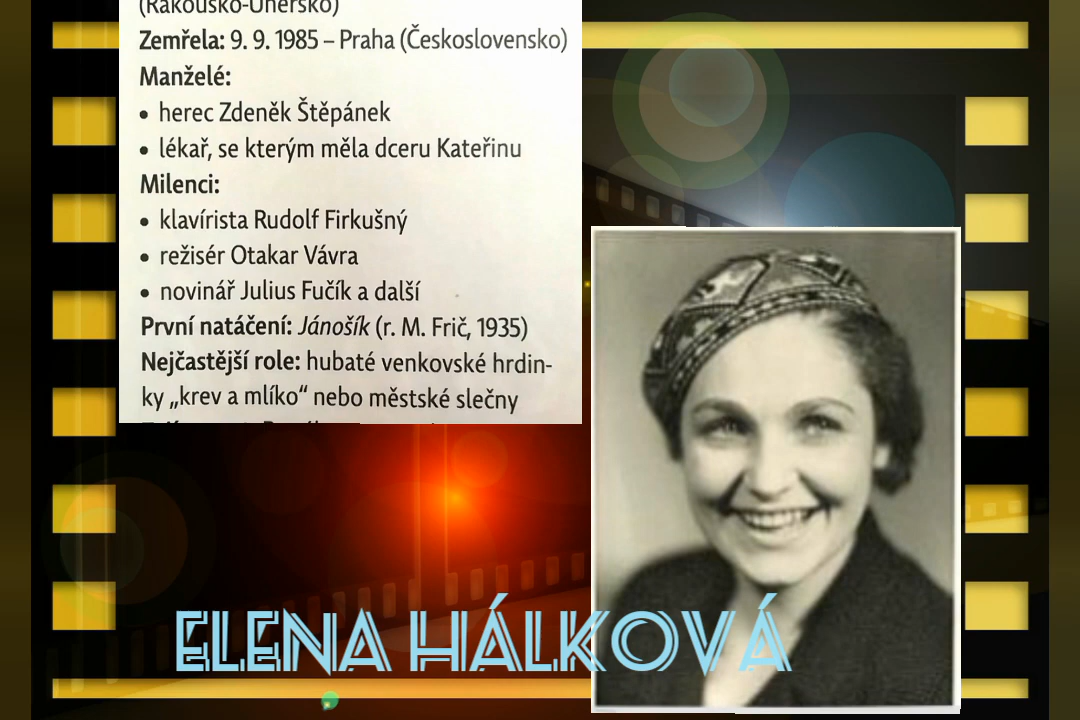 (Rakousko-Uhersko)
Zemřela: 9. 9. 1985 – Praha (Československo)
Manželé:
• herec Zdeněk Štěpánek
• lékař, se kterým měla dceru Kateřinu
Milenci:
• klavírista Rudolf Firkušný
• režisér Otakar Vávra
• novinář Julius Fučík a další
První natáčení: Jánošík (r. M. Frič, 1935)
Nejčastější role: hubaté venkovské hrdin-
ky „krev a mlíko“ nebo městské slečny
ELENA HÁLKOVÁ